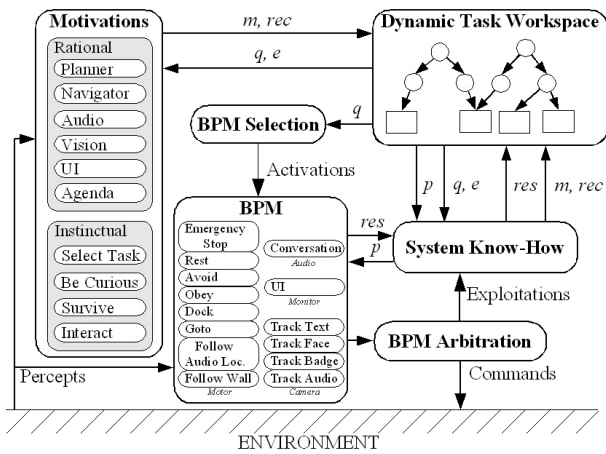 Motivations
Rational
Planner
Navigator
Audio
Vision
UI
Agenda
Instinctual
Select Task
Be Curious
Survive
Interact
m, rec
q, e
Dynamic Task Workspace
q
BPM Selection
Activations
p
q, e
res
m, rec
BPM
Emergency
Stop
Rest
Avoid
Obey
Dock
Goto
Follow
Audio Loc.
Follow Wall
Motor
Conversation
Audio
UI
Monitor
Track Text
Track Face
Track Badge
Track Audio
Camera
res
p
System Know-How
Exploitations
BPM Arbitration
Commands
Percepts
ENVIRONMENT